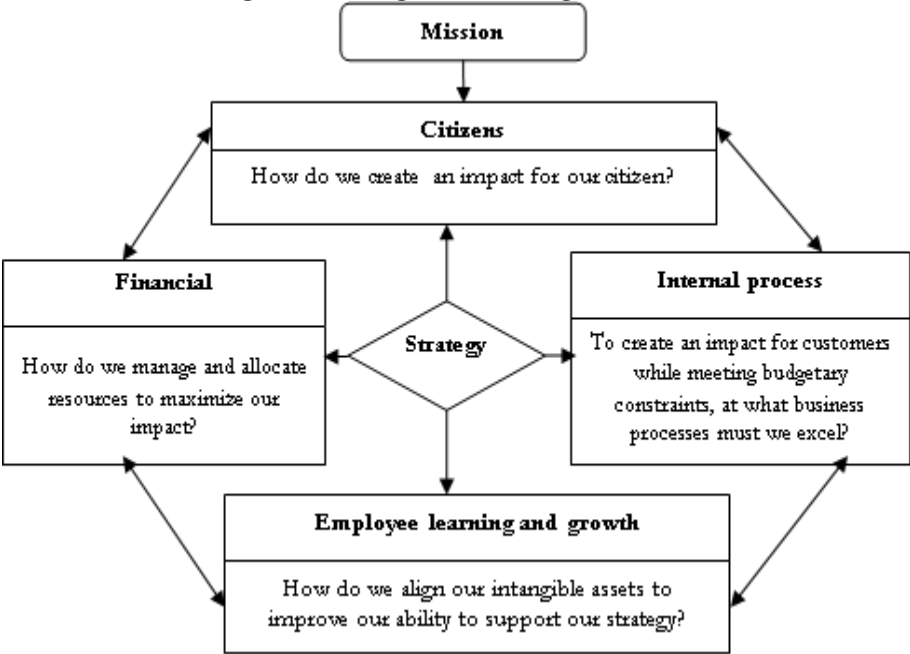 Mission
Citizens
How do we create an impact for our citizen?
Financial
How do we manage and allocate
resources to maximize our
impact?
Strategy
Internal process
To create an impact for customers
while meeting budgetary
constraints, at what business
processes must we excel?
Employee learning and growth
How do we align our intangible assets to
improve our ability to support our strategy?